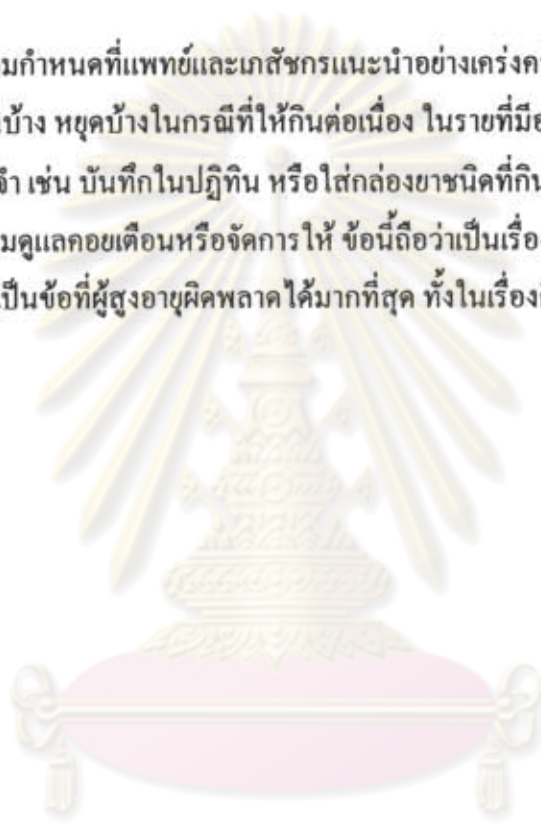 มกำหนดที่แพทย์และเภสัชกรแนะนำอย่างเคร่งค
บ้าง หยุดบ้างในกรณีที่ให้กินต่อเนื่อง ในรายที่มีอ
จำ เช่น บันทึกในปฏิทิน หรือใส่กล่องยาชนิดที่กิน
มดูแลคอยเตือนหรือจัดการให้ ข้อนี้ถือว่าเป็นเรื่อ
เป็นข้อที่ผู้สูงอายุผิดพลาดได้มากที่สุด ทั้งในเรื่อง